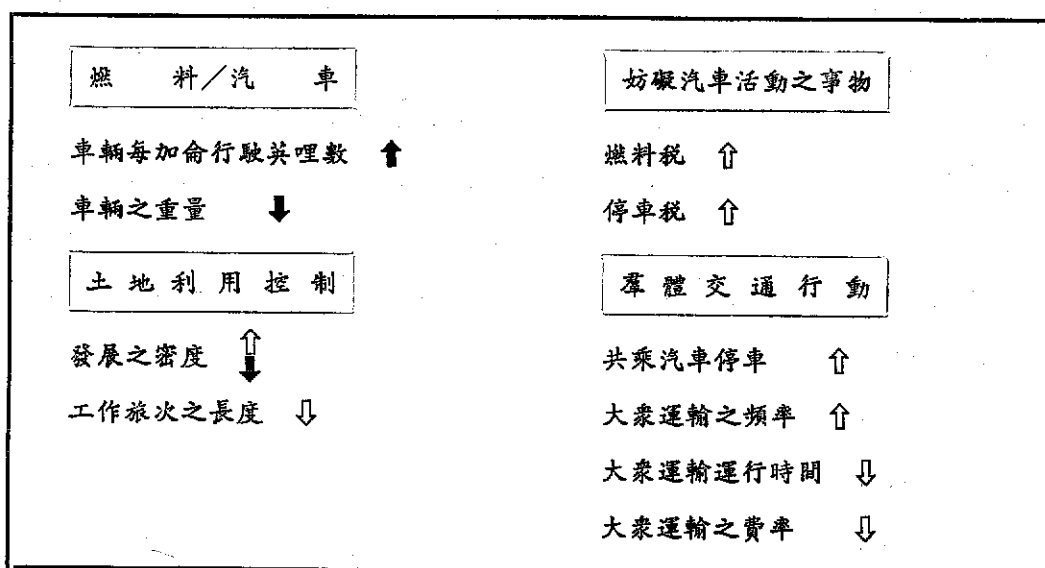 燃料／汽車
車輛每加侖行駛英哩數 ⬆
車輛之重量 ⬇
土地利用控制
發展之密度 ⇧⬇
工作旅次之長度 ⇩
妨礙汽車活動之事物
燃料稅 ⇧
停車稅 ⇧
羣體交通行動
共乘汽車停車 ⇧
大衆運輸之頻率 ⇧
大衆運輸運行時間 ⇩
大衆運輸之費率 ⇩